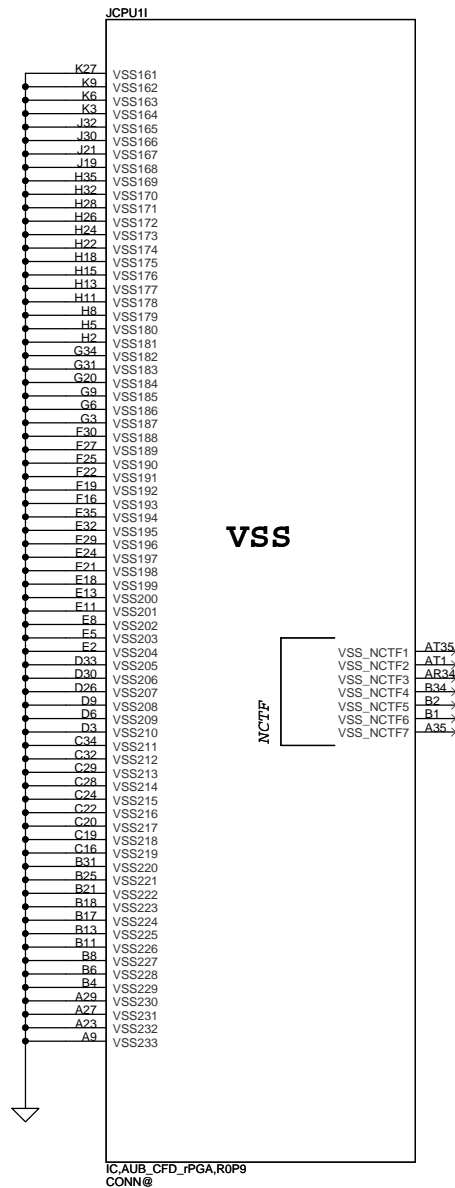 JCPU1I
K27 VSS161
K9 VSS162
K6 VSS163
K3 VSS164
J32 VSS165
J30 VSS166
J21 VSS167
J19 VSS168
H35 VSS169
H32 VSS170
H28 VSS171
H26 VSS172
H24 VSS173
H22 VSS174
H18 VSS175
H15 VSS176
H13 VSS177
H11 VSS178
H8 VSS179
H5 VSS180
H2 VSS181
G34 VSS182
G31 VSS183
G20 VSS184
G9 VSS185
G6 VSS186
G3 VSS187
F30 VSS188
F27 VSS189
F25 VSS190
F22 VSS191
F19 VSS192
F16 VSS193
E35 VSS194
E32 VSS195
E29 VSS196
E24 VSS197
E21 VSS198
E18 VSS199
E13 VSS200
E11 VSS201
E8 VSS202
E5 VSS203
E2 VSS204
D33 VSS205
D30 VSS206
D26 VSS207
D9 VSS208
D6 VSS209
D3 VSS210
C34 VSS211
C32 VSS212
C29 VSS213
C28 VSS214
C24 VSS215
C22 VSS216
C20 VSS217
C19 VSS218
C16 VSS219
B31 VSS220
B25 VSS221
B21 VSS222
B18 VSS223
B17 VSS224
B13 VSS225
B11 VSS226
B8 VSS227
B6 VSS228
B4 VSS229
A29 VSS230
A27 VSS231
A23 VSS232
A9 VSS233
VSS
NCTF
VSS_NCTF1 AT35
VSS_NCTF2 AT1
VSS_NCTF3 AR34
VSS_NCTF4 B34
VSS_NCTF5 B2
VSS_NCTF6 B1
VSS_NCTF7 A35
IC,AUB_CFD_rPGA,R0P9
CONN@